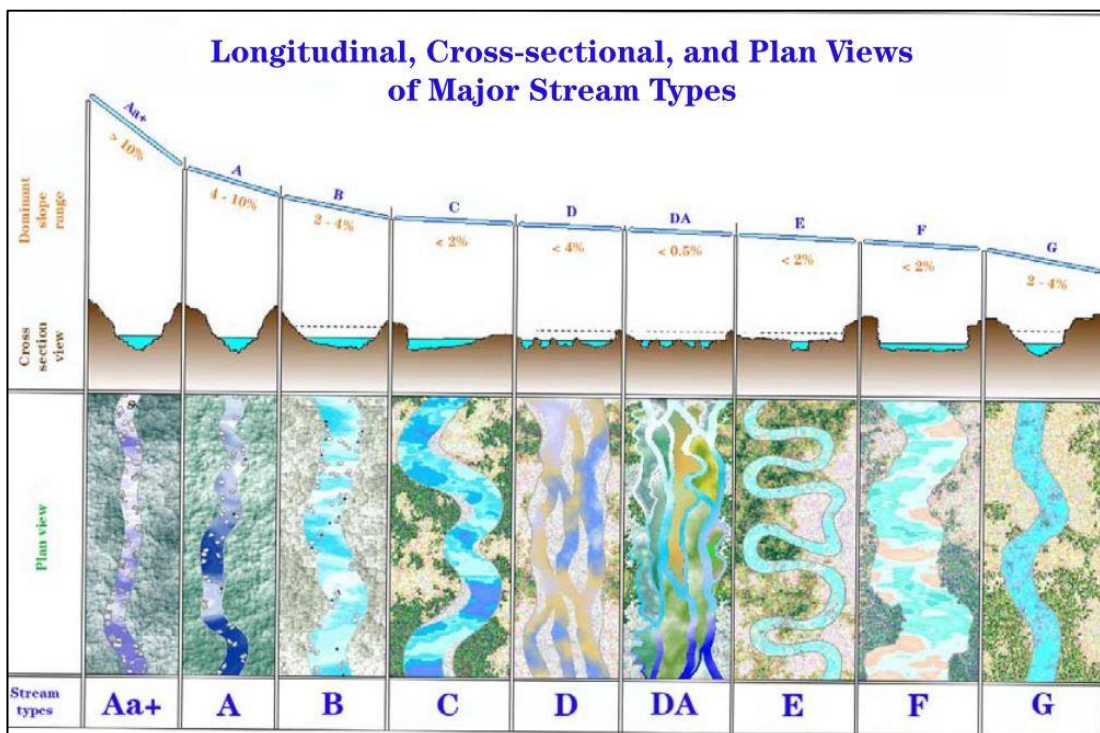 Longitudinal, Cross-sectional, and Plan Views
of Major Stream Types
Dominant
slope
range
Aa+
> 10%
A
4 - 10%
B
2 - 4%
C
< 2%
D
< 4%
DA
< 0.5%
E
< 2%
F
< 2%
G
2 - 4%
Cross
section
view
Plan view
Stream
types
Aa+
A
B
C
D
DA
E
F
G